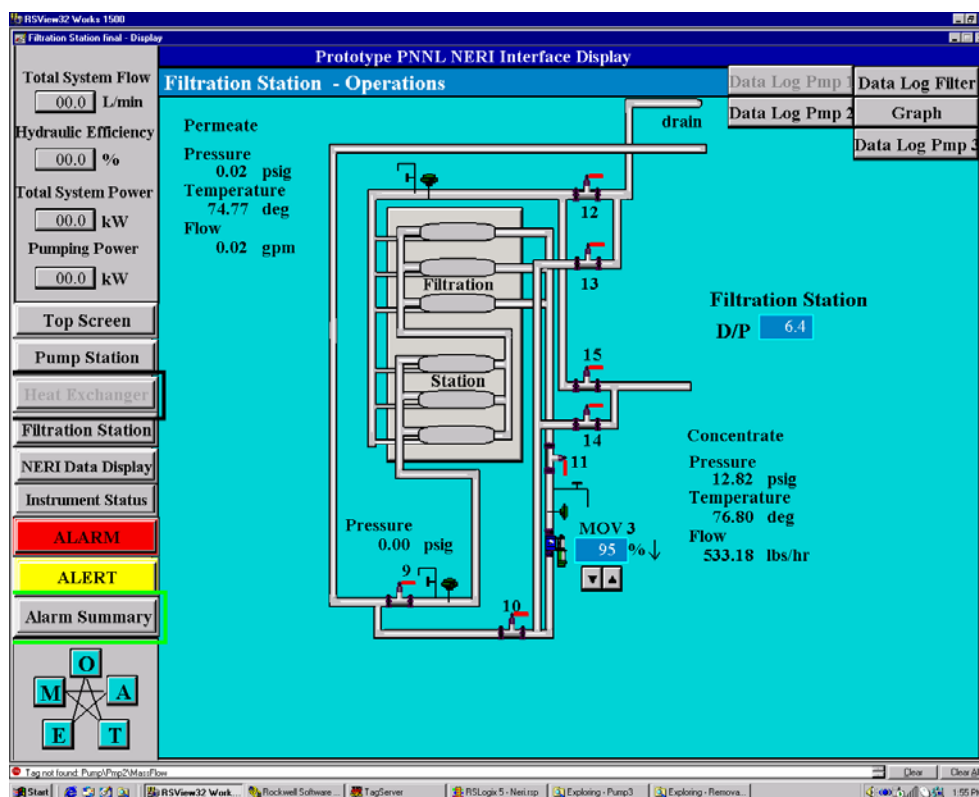 RSView32 Works 1500
Filtration Station final - Display
Prototype PNNL NERI Interface Display
Total System Flow
00.0 L/min
Hydraulic Efficiency
00.0 %
Total System Power
00.0 kW
Pumping Power
00.0 kW
Top Screen
Pump Station
Heat Exchanger
Filtration Station
NERI Data Display
Instrument Status
ALARM
ALERT
Alarm Summary
O
M A
E T
Filtration Station - Operations
Data Log Pmp 1
Data Log Filter
Data Log Pmp 2
Graph
Data Log Pmp 3
Permeate
Pressure
0.02 psig
Temperature
74.77 deg
Flow
0.02 gpm
drain
12
13
Filtration
Station
15
14
11
Filtration Station
D/P 6.4
MOV 3
95 %
Concentrate
Pressure
12.82 psig
Temperature
76.80 deg
Flow
533.18 lbs/hr
Pressure
0.00 psig
9
10
Tag not found: Pump\Pmp2\MassFlow
Clear
Clear
Start
RSView32 Work...
Rockwell Software ...
TagServer
RSLogix 5 - Neri.rsp
Exploring - Pump3
Exploring - Remova...
1:55